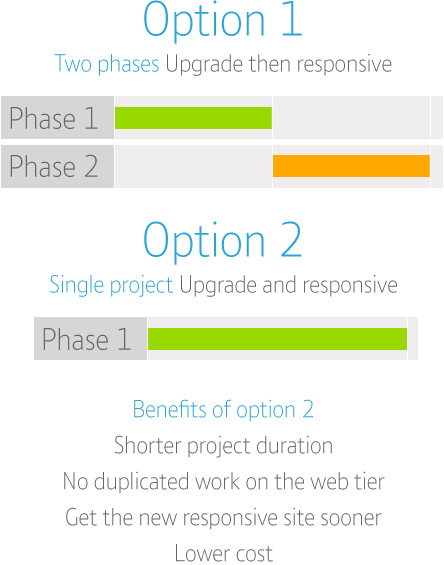 Option 1
Two phases Upgrade then responsive
Phase 1
Phase 2
Option 2
Single project Upgrade and responsive
Phase 1
Benefits of option 2
Shorter project duration
No duplicated work on the web tier
Get the new responsive site sooner
Lower cost